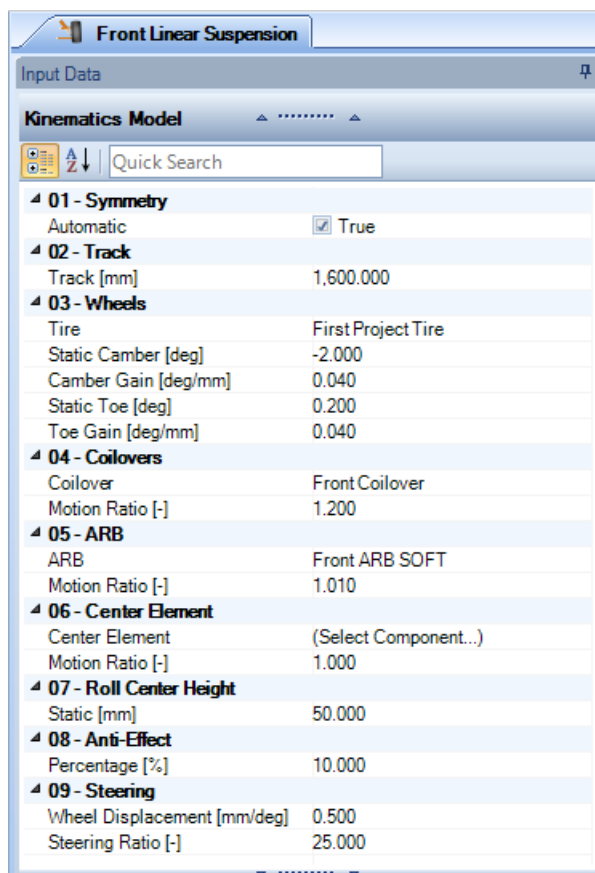 Front Linear Suspension
Input Data
Kinematics Model
A Z Quick Search
01 - Symmetry
Automatic True
02 - Track
Track [mm] 1,600.000
03 - Wheels
Tire First Project Tire
Static Camber [deg] -2.000
Camber Gain [deg/mm] 0.040
Static Toe [deg] 0.200
Toe Gain [deg/mm] 0.040
04 - Coilovers
Coilover Front Coilover
Motion Ratio [-] 1.200
05 - ARB
ARB Front ARB SOFT
Motion Ratio [-] 1.010
06 - Center Element
Center Element (Select Component...)
Motion Ratio [-] 1.000
07 - Roll Center Height
Static [mm] 50.000
08 - Anti-Effect
Percentage [%] 10.000
09 - Steering
Wheel Displacement [mm/deg] 0.500
Steering Ratio [-] 25.000